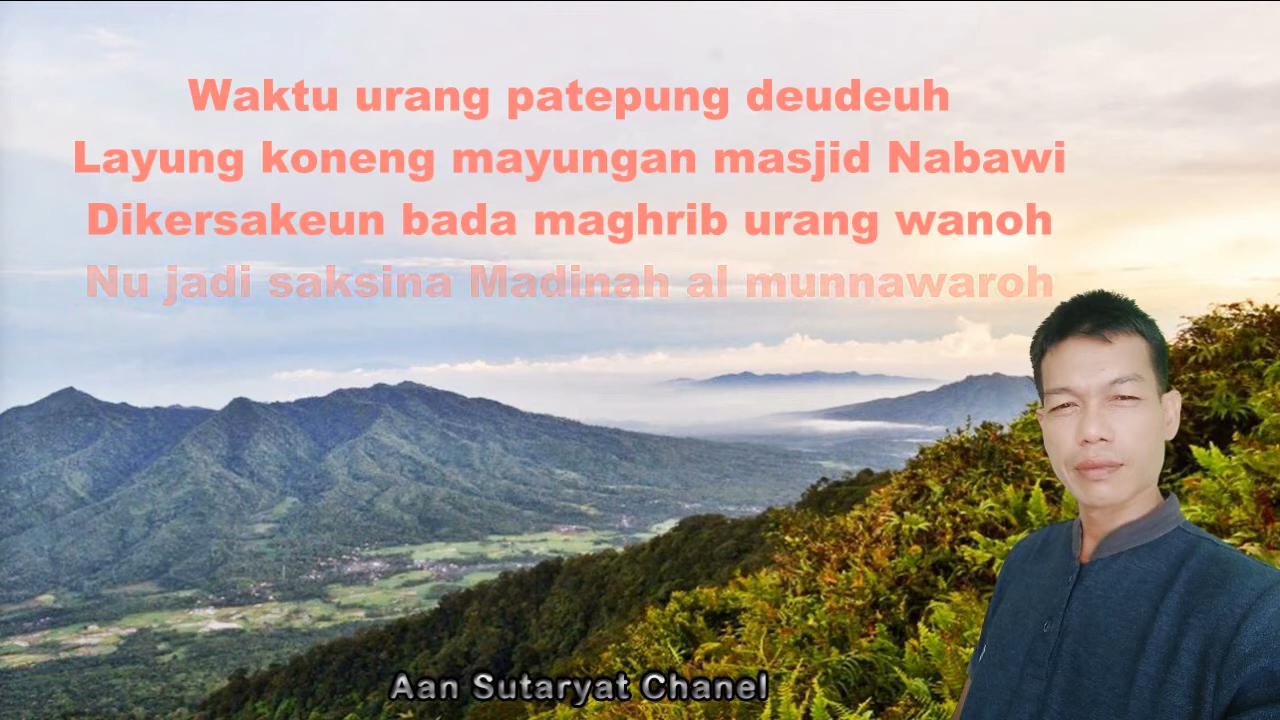 Waktu urang patepung deudeuh
Layung koneng mayungan masjid Nabawi
Dikersakeun bada maghrib urang wanoh
Nu jadi saksina Madinah al munnawaroh
Aan Sutaryat Chanel